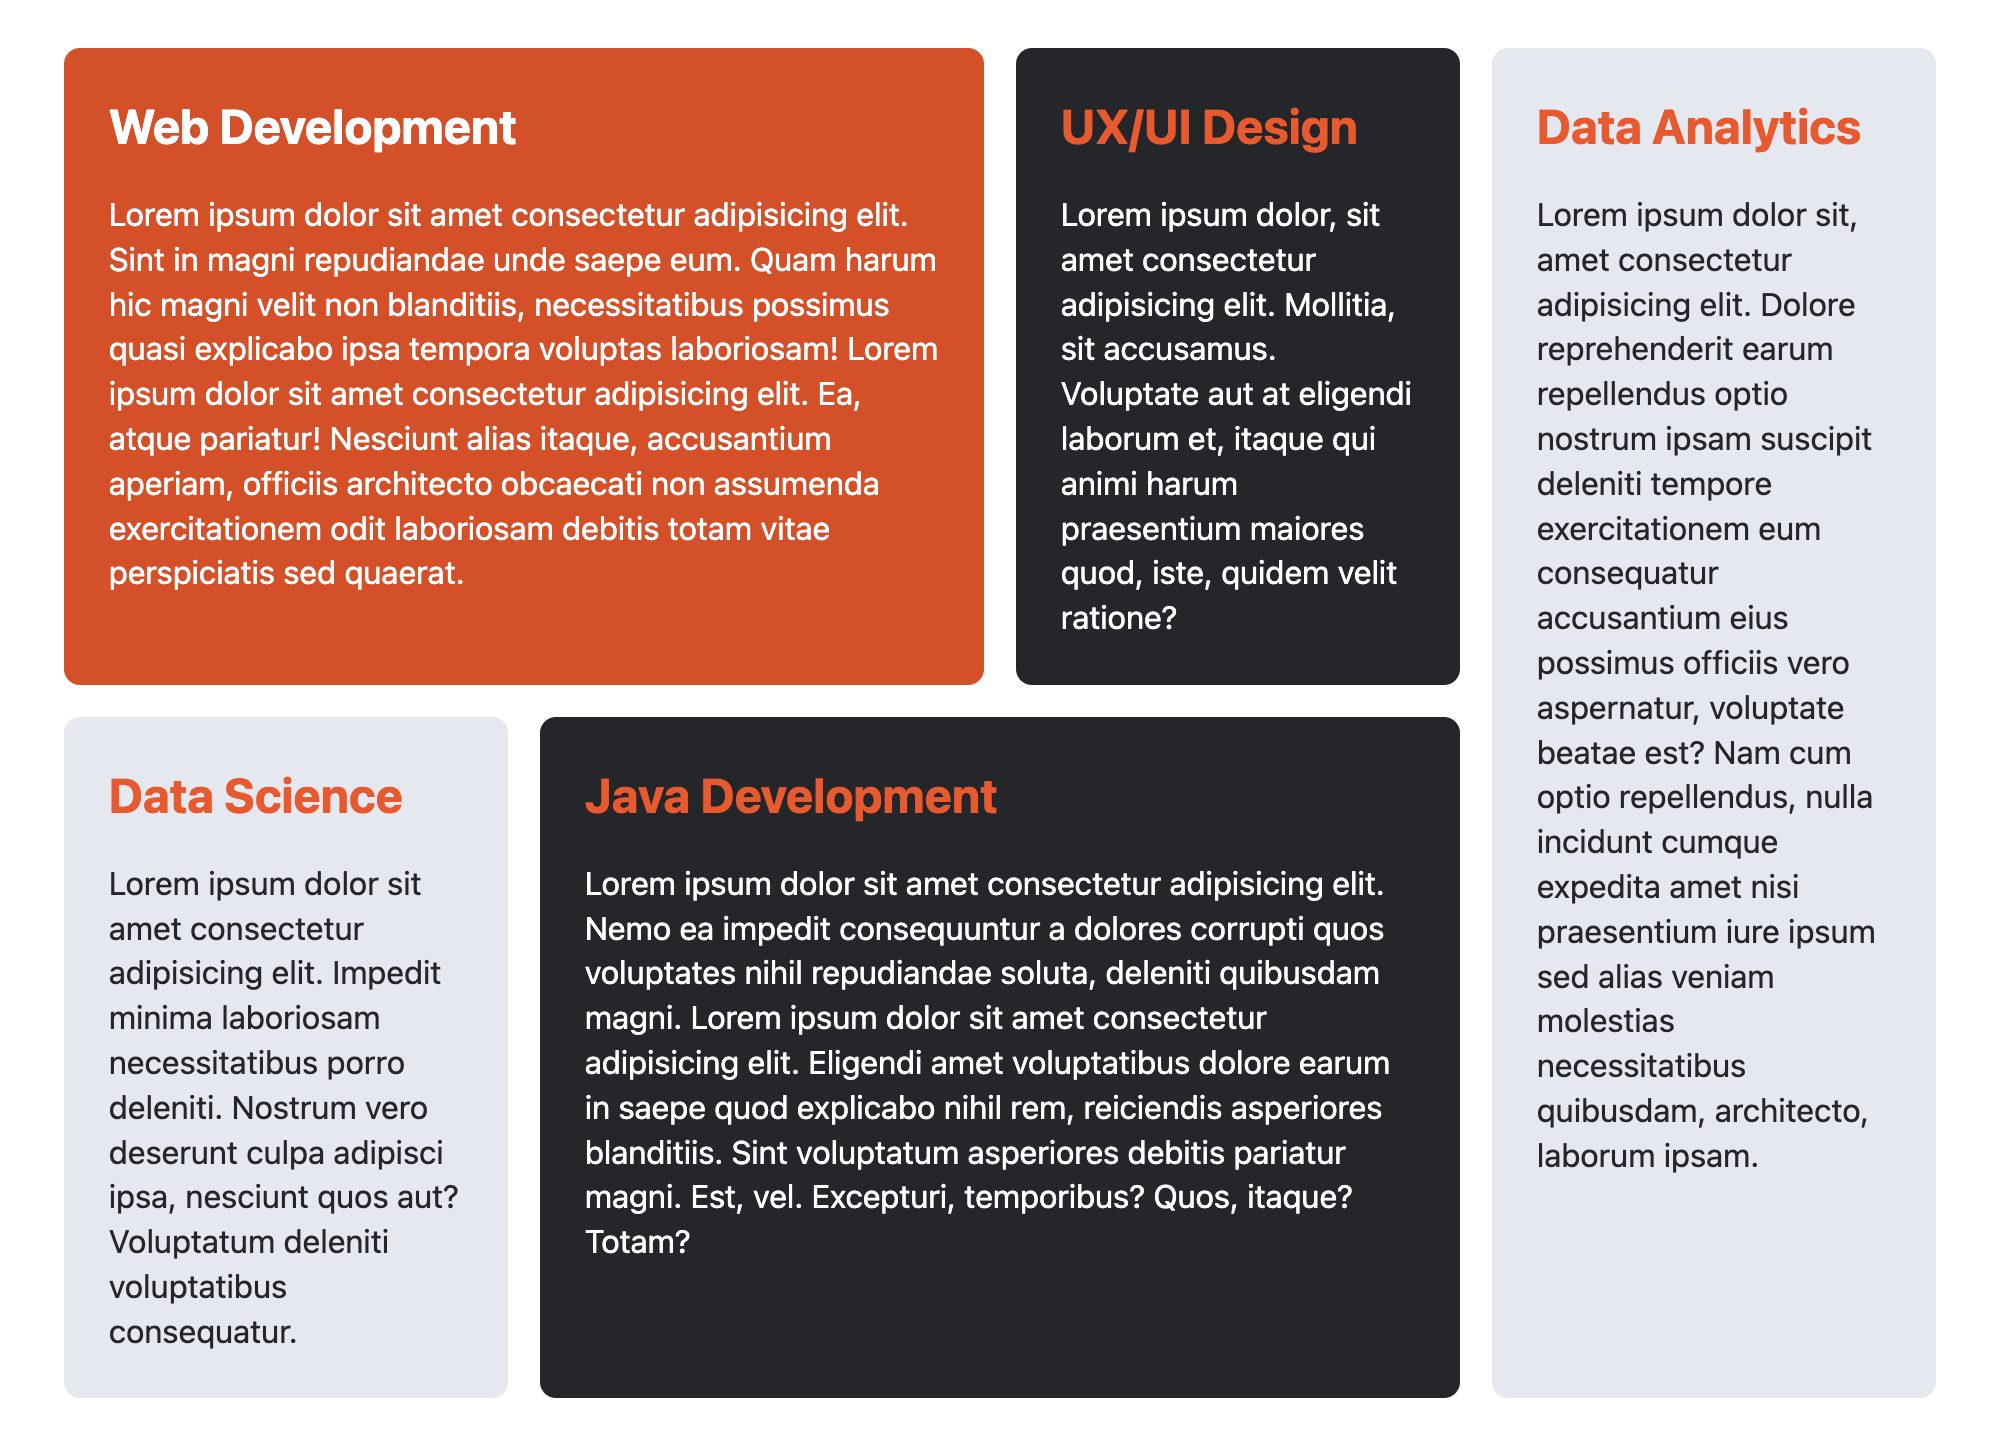 Web Development
Lorem ipsum dolor sit amet consectetur adipisicing elit.
Sint in magni repudiandae unde saepe eum. Quam harum
hic magni velit non blanditiis, necessitatibus possimus
quasi explicabo ipsa tempora voluptas laboriosam! Lorem
ipsum dolor sit amet consectetur adipisicing elit. Ea,
atque pariatur! Nesciunt alias itaque, accusantium
aperiam, officiis architecto obcaecati non assumenda
exercitationem odit laboriosam debitis totam vitae
perspiciatis sed quaerat.
UX/UI Design
Lorem ipsum dolor, sit
amet consectetur
adipisicing elit. Mollitia,
sit accusamus.
Voluptate aut at eligendi
laborum et, itaque qui
animi harum
praesentium maiores
quod, iste, quidem velit
ratione?
Data Analytics
Lorem ipsum dolor sit,
amet consectetur
adipisicing elit. Dolore
reprehenderit earum
repellendus optio
nostrum ipsam suscipit
deleniti tempore
exercitationem eum
consequatur
accusantium eius
possimus officiis vero
aspernatur, voluptate
beatae est? Nam cum
optio repellendus, nulla
incidunt cumque
expedita amet nisi
praesentium iure ipsum
sed alias veniam
molestias
necessitatibus
quibusdam, architecto,
laborum ipsam.
Data Science
Lorem ipsum dolor sit
amet consectetur
adipisicing elit. Impedit
minima laboriosam
necessitatibus porro
deleniti. Nostrum vero
deserunt culpa adipisci
ipsa, nesciunt quos aut?
Voluptatum deleniti
voluptatibus
consequatur.
Java Development
Lorem ipsum dolor sit amet consectetur adipisicing elit.
Nemo ea impedit consequuntur a dolores corrupti quos
voluptates nihil repudiandae soluta, deleniti quibusdam
magni. Lorem ipsum dolor sit amet consectetur
adipisicing elit. Eligendi amet voluptatibus dolore earum
in saepe quod explicabo nihil rem, reiciendis asperiores
blanditiis. Sint voluptatum asperiores debitis pariatur
magni. Est, vel. Excepturi, temporibus? Quos, itaque?
Totam?